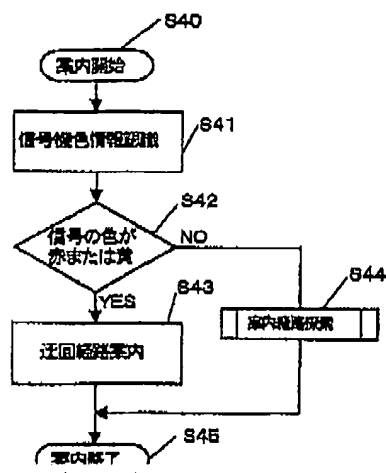 S40
案内開始
信号機色情報認識
S41
信号の色が
赤または黄
S42
NO
YES
S43
迂回経路案内
S44
案内経路探索
案内終了
S45